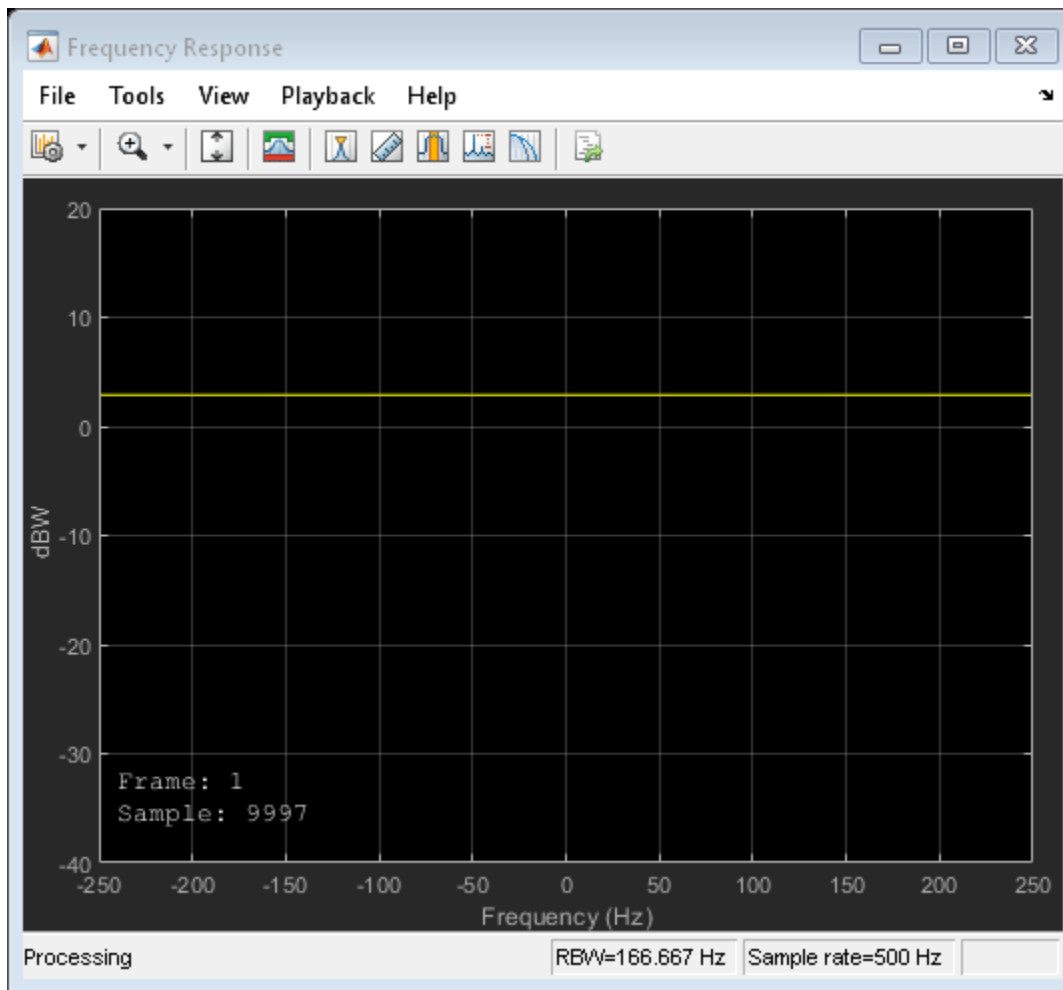 Frequency Response
File Tools View Playback Help
20
10
0
-10
-20
-30
-40
dBW
Frame: 1
Sample: 9997
-250 -200 -150 -100 -50 0 50 100 150 200 250
Frequency (Hz)
Processing RBW=166.667 Hz Sample rate=500 Hz